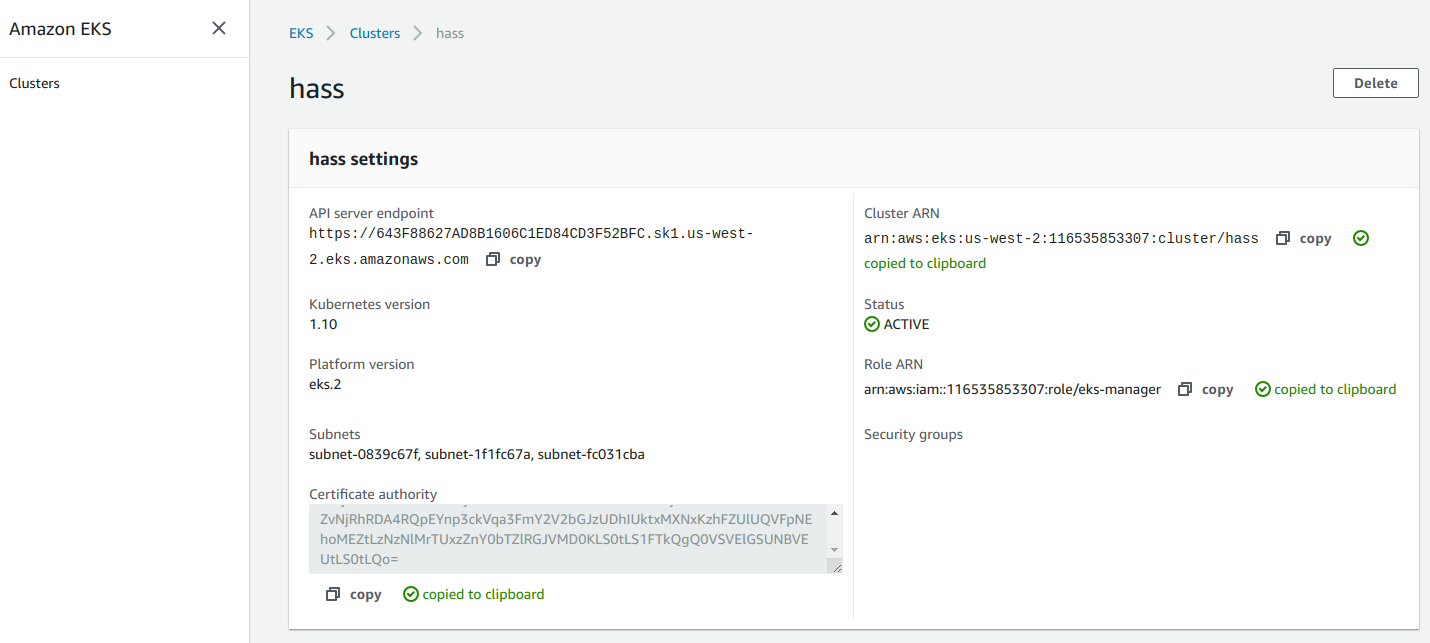 Amazon EKS
Clusters
EKS > Clusters > hass
hass
Delete
hass settings
API server endpoint
https://643F88627AD8B1606C1ED84CD3F52BFC.sk1.us-west-
2.eks.amazonaws.com copy
Kubernetes version
1.10
Platform version
eks.2
Subnets
subnet-0839c67f, subnet-1f1fc67a, subnet-fc031cba
Certificate authority
ZvNjRhRDA4RQpEYnp3ckVqa3FmY2V2bGJzUDhIUktxMXNxKzhFZUlUQVFpNE
hoMEZtLzNzNlMrTUxzZnY0bTZlRGJVMD0KLS0tLS1FTkQgQ0VSVElGSUNBVE
UtLS0tLQo=
copy copied to clipboard
Cluster ARN
arn:aws:eks:us-west-2:116535853307:cluster/hass copy
copied to clipboard
Status
ACTIVE
Role ARN
arn:aws:iam::116535853307:role/eks-manager copy copied to clipboard
Security groups